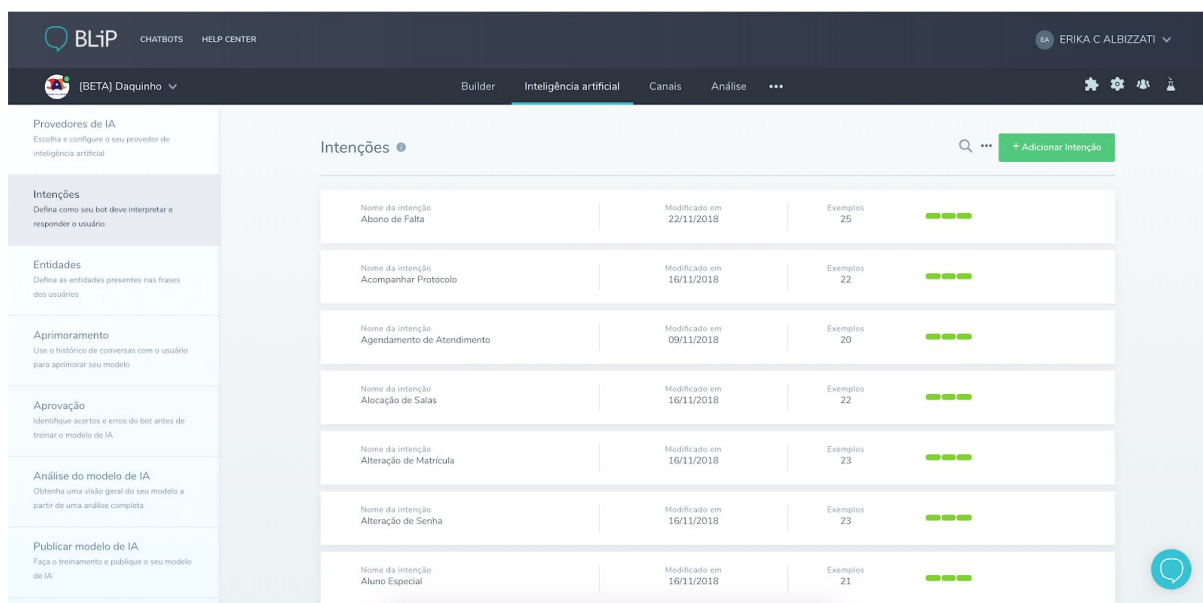 BLiP
CHATBOTS
HELP CENTER
EA
ERIKA C ALBIZZATI
[BETA] Daquinho
Builder
Inteligência artificial
Canais
Análise
Provedores de IA
Escolha e configure o seu provedor de
inteligência artificial
Intenções
Defina como seu bot deve interpretar e
responder o usuário
Entidades
Defina as entidades presentes nas frases
dos usuários
Aprimoramento
Use o histórico de conversas com o usuário
para aprimorar seu modelo
Aprovação
Identifique acertos e erros do bot antes de
treinar o modelo de IA
Análise do modelo de IA
Obtenha uma visão geral do seu modelo a
partir de uma análise completa
Publicar modelo de IA
Faça o treinamento e publique o seu modelo
de IA
Intenções
+ Adicionar Intenção
Nome da intenção
Abono de Falta
Modificado em
22/11/2018
Exemplos
25
Nome da intenção
Acompanhar Protocolo
Modificado em
16/11/2018
Exemplos
22
Nome da intenção
Agendamento de Atendimento
Modificado em
09/11/2018
Exemplos
20
Nome da intenção
Alocação de Salas
Modificado em
16/11/2018
Exemplos
22
Nome da intenção
Alteração de Matrícula
Modificado em
16/11/2018
Exemplos
23
Nome da intenção
Alteração de Senha
Modificado em
16/11/2018
Exemplos
23
Nome da intenção
Aluno Especial
Modificado em
16/11/2018
Exemplos
21